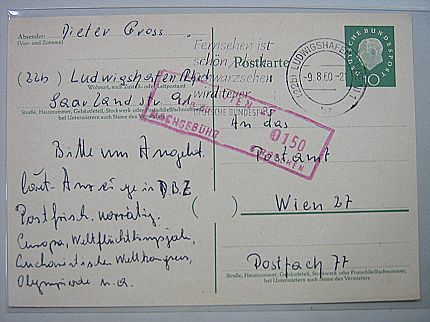 Absender: Dieter Gross
(Vor- und Zuname)
Fernsehen ist
schön
schwarzsehen
wird teuer
DEUTSCHE BUNDESPOST
Postkarte
LUDWIGSHAFEN
-9.8.60-
DEUTSCHE BUNDESPOST
10
(22b) Ludwigshafen/Rhein
Wohnort, auch Zustell- oder Leitpostamt
Saarlandstr. 91
Straße, Hausnummer, Gebäudeteil, Stockwerk oder Postschließfachnummer,
bei Untermietern auch Name des Vermieters
WIEN
0150
GROSCHEN
An das
Postamt
Wien 27
Postfach 77
Straße, Hausnummer, Gebäudeteil, Stockwerk oder Postschließfachnummer
bei Untermietern auch Name des Vermieters
Bitte um Angebot
laut Anzeige in DBZ
Postfrisch vorrätig.
Europa, Weltflüchtlingsjahr,
Eucharistischer Weltkongress,
Olympiade u.a.